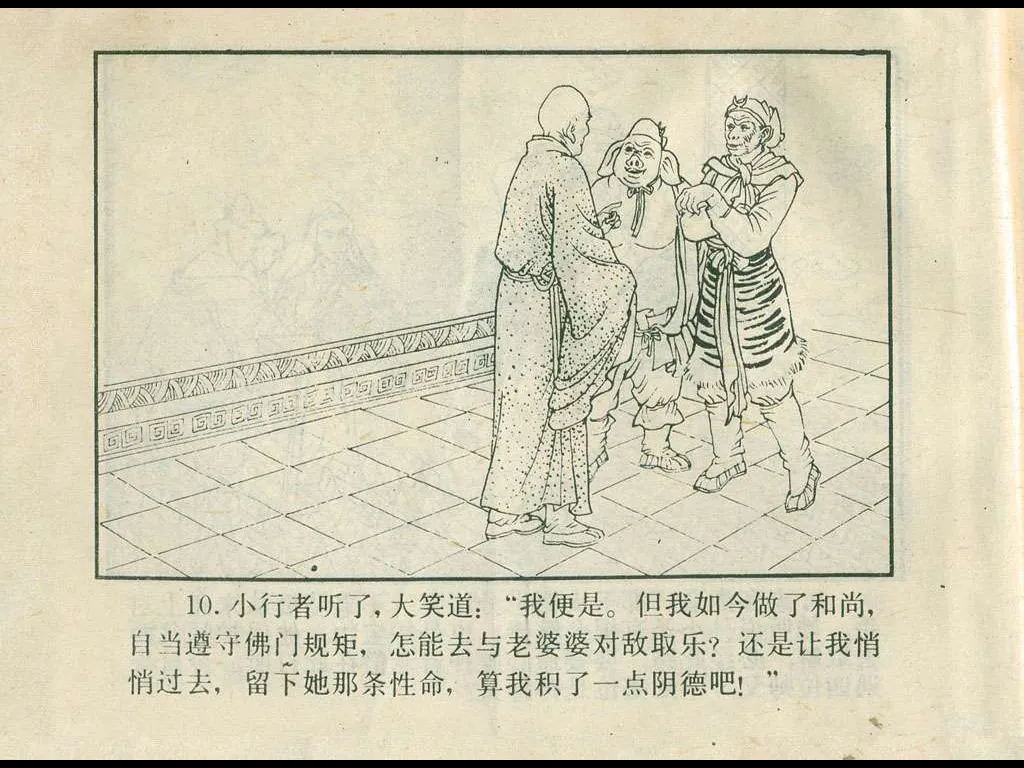 10. 小行者听了，大笑道：“我便是。但我如今做了和尚，
自当遵守佛门规矩，怎能去与老婆婆对敌取乐？还是让我悄
悄过去，留下她那条性命，算我积了一点阴德吧！”